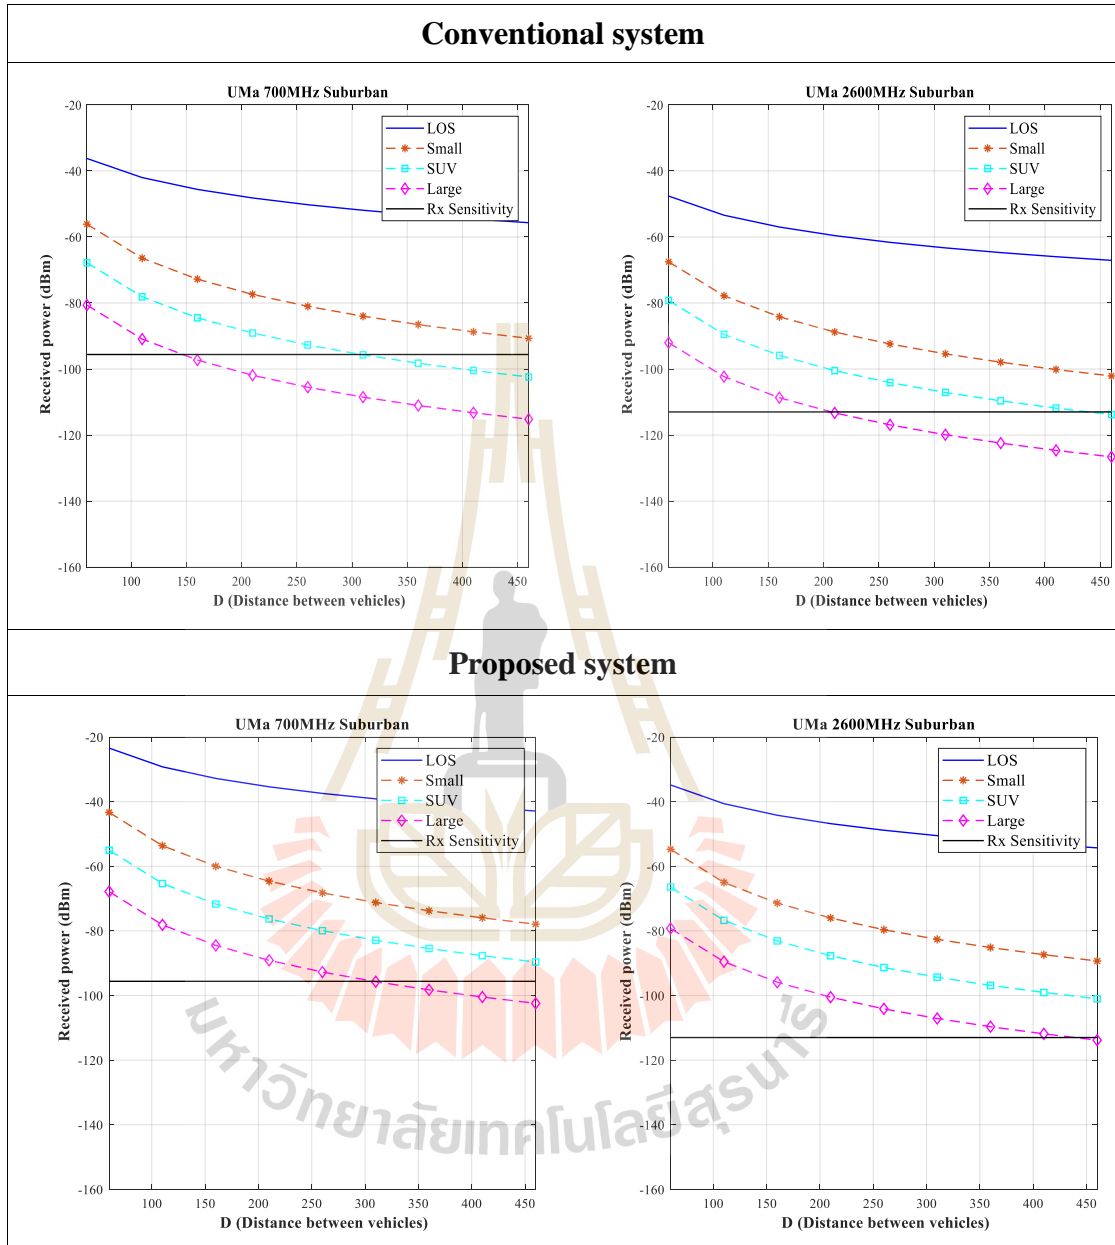 Conventional system
UMa 700MHz Suburban
Received power (dBm)
-20
-40
-60
-80
-100
-120
-140
-160
100
150
200
250
300
350
400
450
D (Distance between vehicles)
LOS
Small
SUV
Large
Rx Sensitivity
UMa 2600MHz Suburban
Received power (dBm)
-20
-40
-60
-80
-100
-120
-140
-160
100
150
200
250
300
350
400
450
D (Distance between vehicles)
LOS
Small
SUV
Large
Rx Sensitivity
Proposed system
UMa 700MHz Suburban
Received power (dBm)
-20
-40
-60
-80
-100
-120
-140
-160
100
150
200
250
300
350
400
450
D (Distance between vehicles)
LOS
Small
SUV
Large
Rx Sensitivity
UMa 2600MHz Suburban
Received power (dBm)
-20
-40
-60
-80
-100
-120
-140
-160
100
150
200
250
300
350
400
450
D (Distance between vehicles)
LOS
Small
SUV
Large
Rx Sensitivity
มหาวิทยาลัยเทคโนโลยีสุรนารี